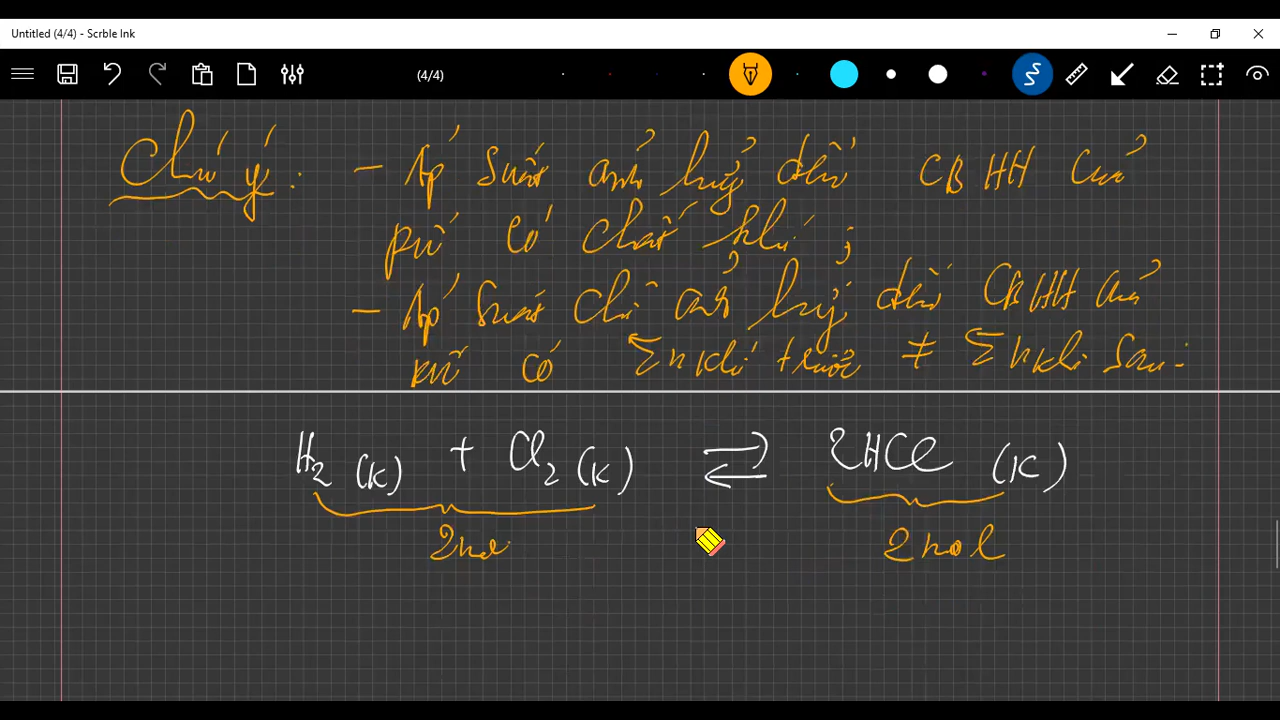 Untitled (4/4) - Scrble Ink
(4/4)
Chú ý: - Áp suất ảnh hưởng đến CBHH của
pứ có chất khí;
- Áp suất chỉ ảnh hưởng đến CBHH của
pứ có Σn khí trước ≠ Σn khí sau.
H₂ (K) + Cl₂ (K) ⇄ 2HCl (K)
2mol 2mol